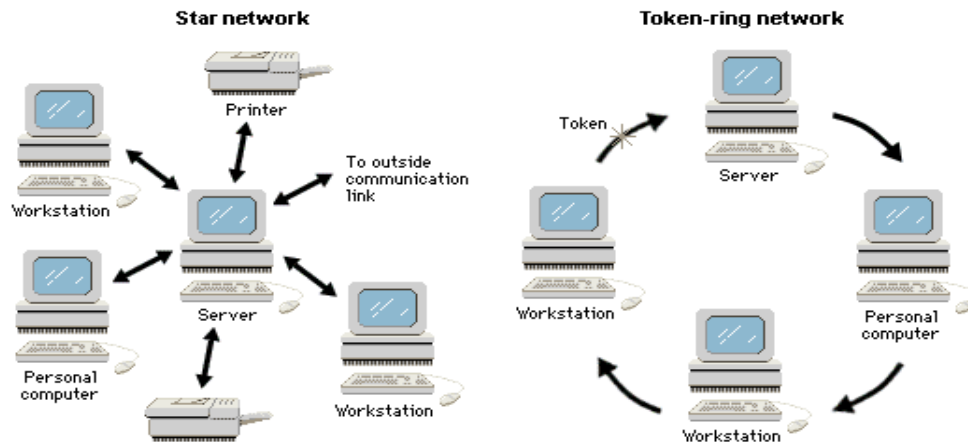 Star network
Printer
Workstation
To outside
communication
link
Server
Personal
computer
Workstation
Token-ring network
Token
Server
Workstation
Personal
computer
Workstation